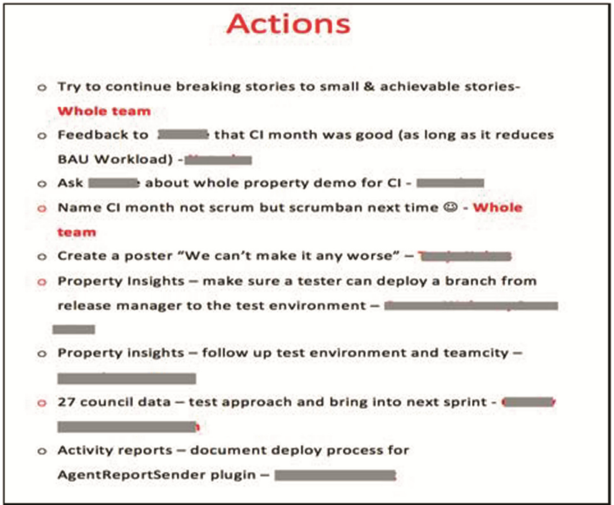 Actions
Try to continue breaking stories to small & achievable stories-
Whole team
Feedback to that CI month was good (as long as it reduces
BAU Workload) -
Ask about whole property demo for CI -
Name CI month not scrum but scrumban next time ☺ - Whole
team
Create a poster “We can’t make it any worse” –
Property Insights – make sure a tester can deploy a branch from
release manager to the test environment –
Property insights – follow up test environment and teamcity –
27 council data – test approach and bring into next sprint -
Activity reports – document deploy process for
AgentReportSender plugin –